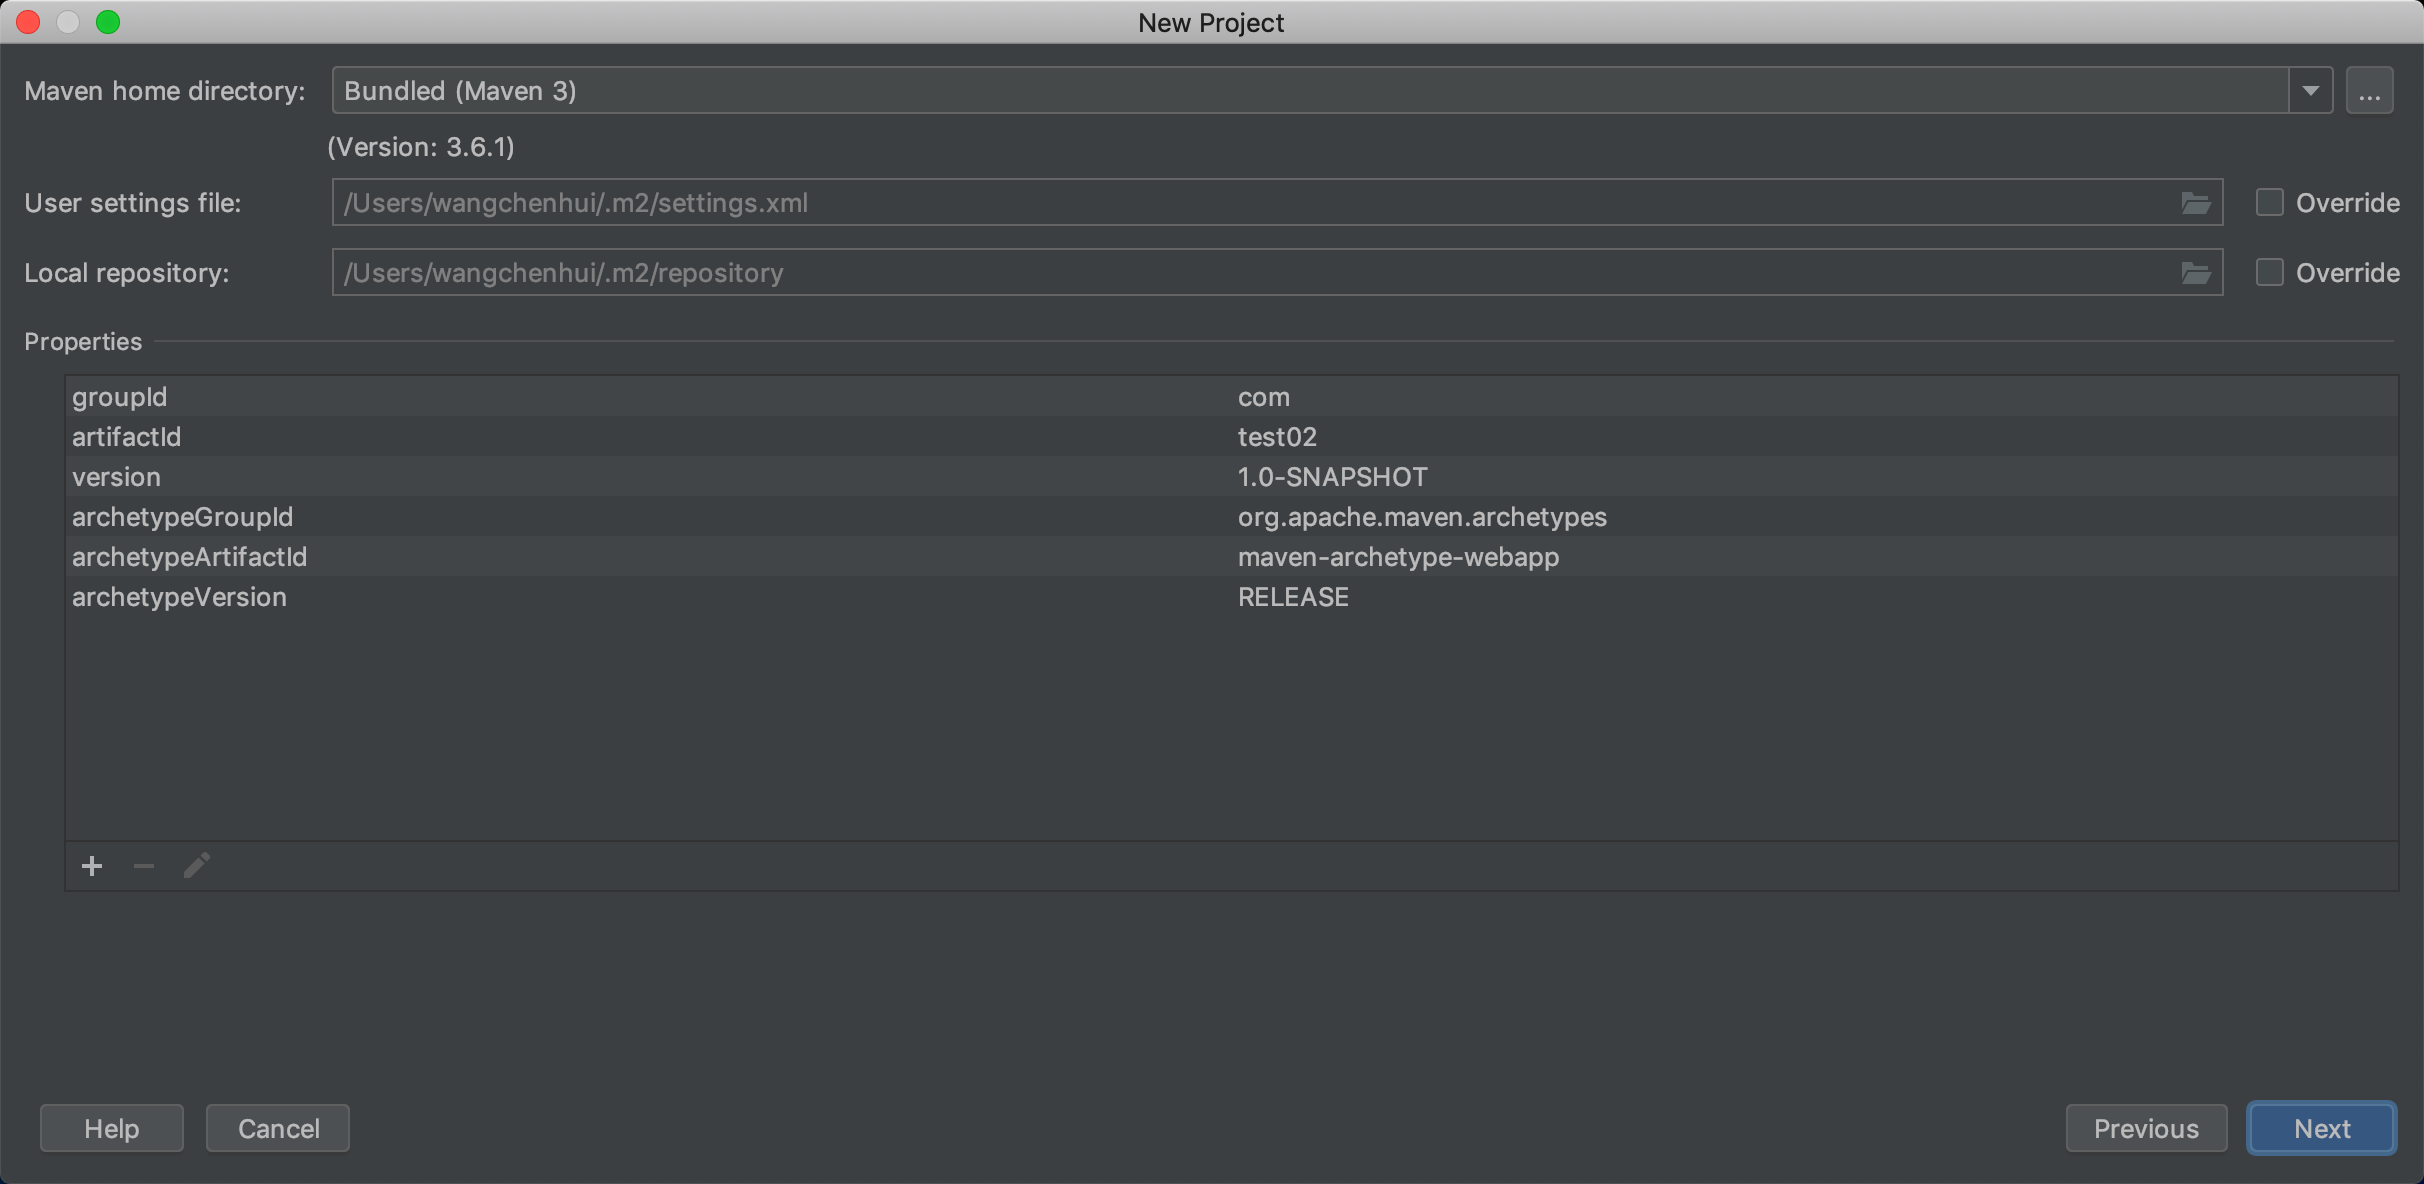 New Project
Maven home directory: Bundled (Maven 3) ...
(Version: 3.6.1)
User settings file: /Users/wangchenhui/.m2/settings.xml Override
Local repository: /Users/wangchenhui/.m2/repository Override
Properties
groupId com
artifactId test02
version 1.0-SNAPSHOT
archetypeGroupId org.apache.maven.archetypes
archetypeArtifactId maven-archetype-webapp
archetypeVersion RELEASE
Help Cancel Previous Next